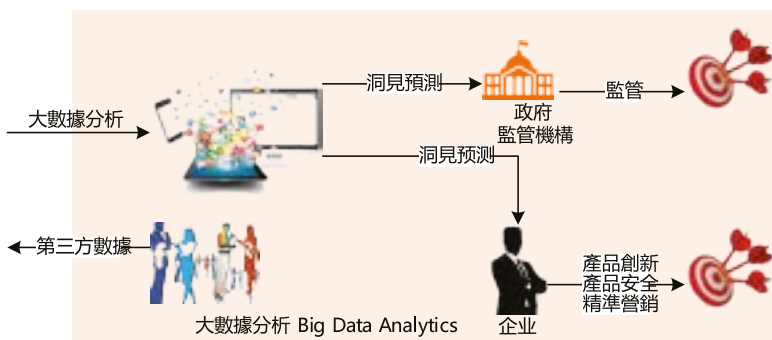 大數據分析
洞見預測
政府
監管機構
監管
洞見预测
第三方數據
產品創新
產品安全
精準營銷
大數據分析 Big Data Analytics
企业